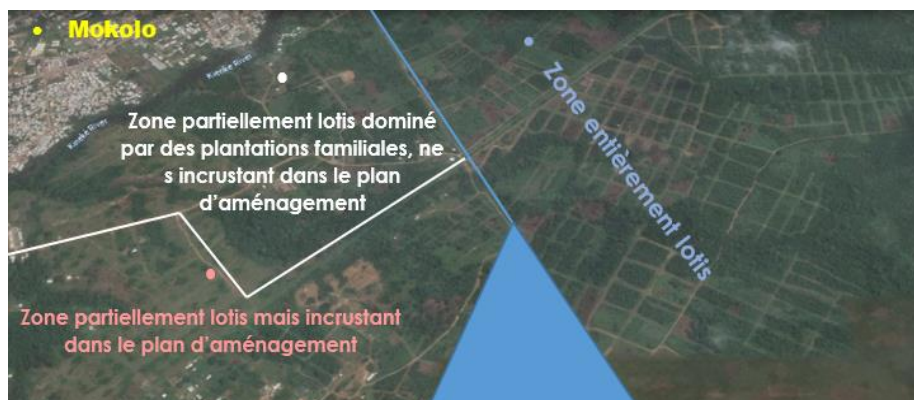 Mokolo
Kienke River
Kienke River
Zone partiellement lotis dominé
par des plantations familiales, ne
s incrustant dans le plan
d'aménagement
Zone entièrement lotis
Zone partiellement lotis mais incrustant
dans le plan d'aménagement